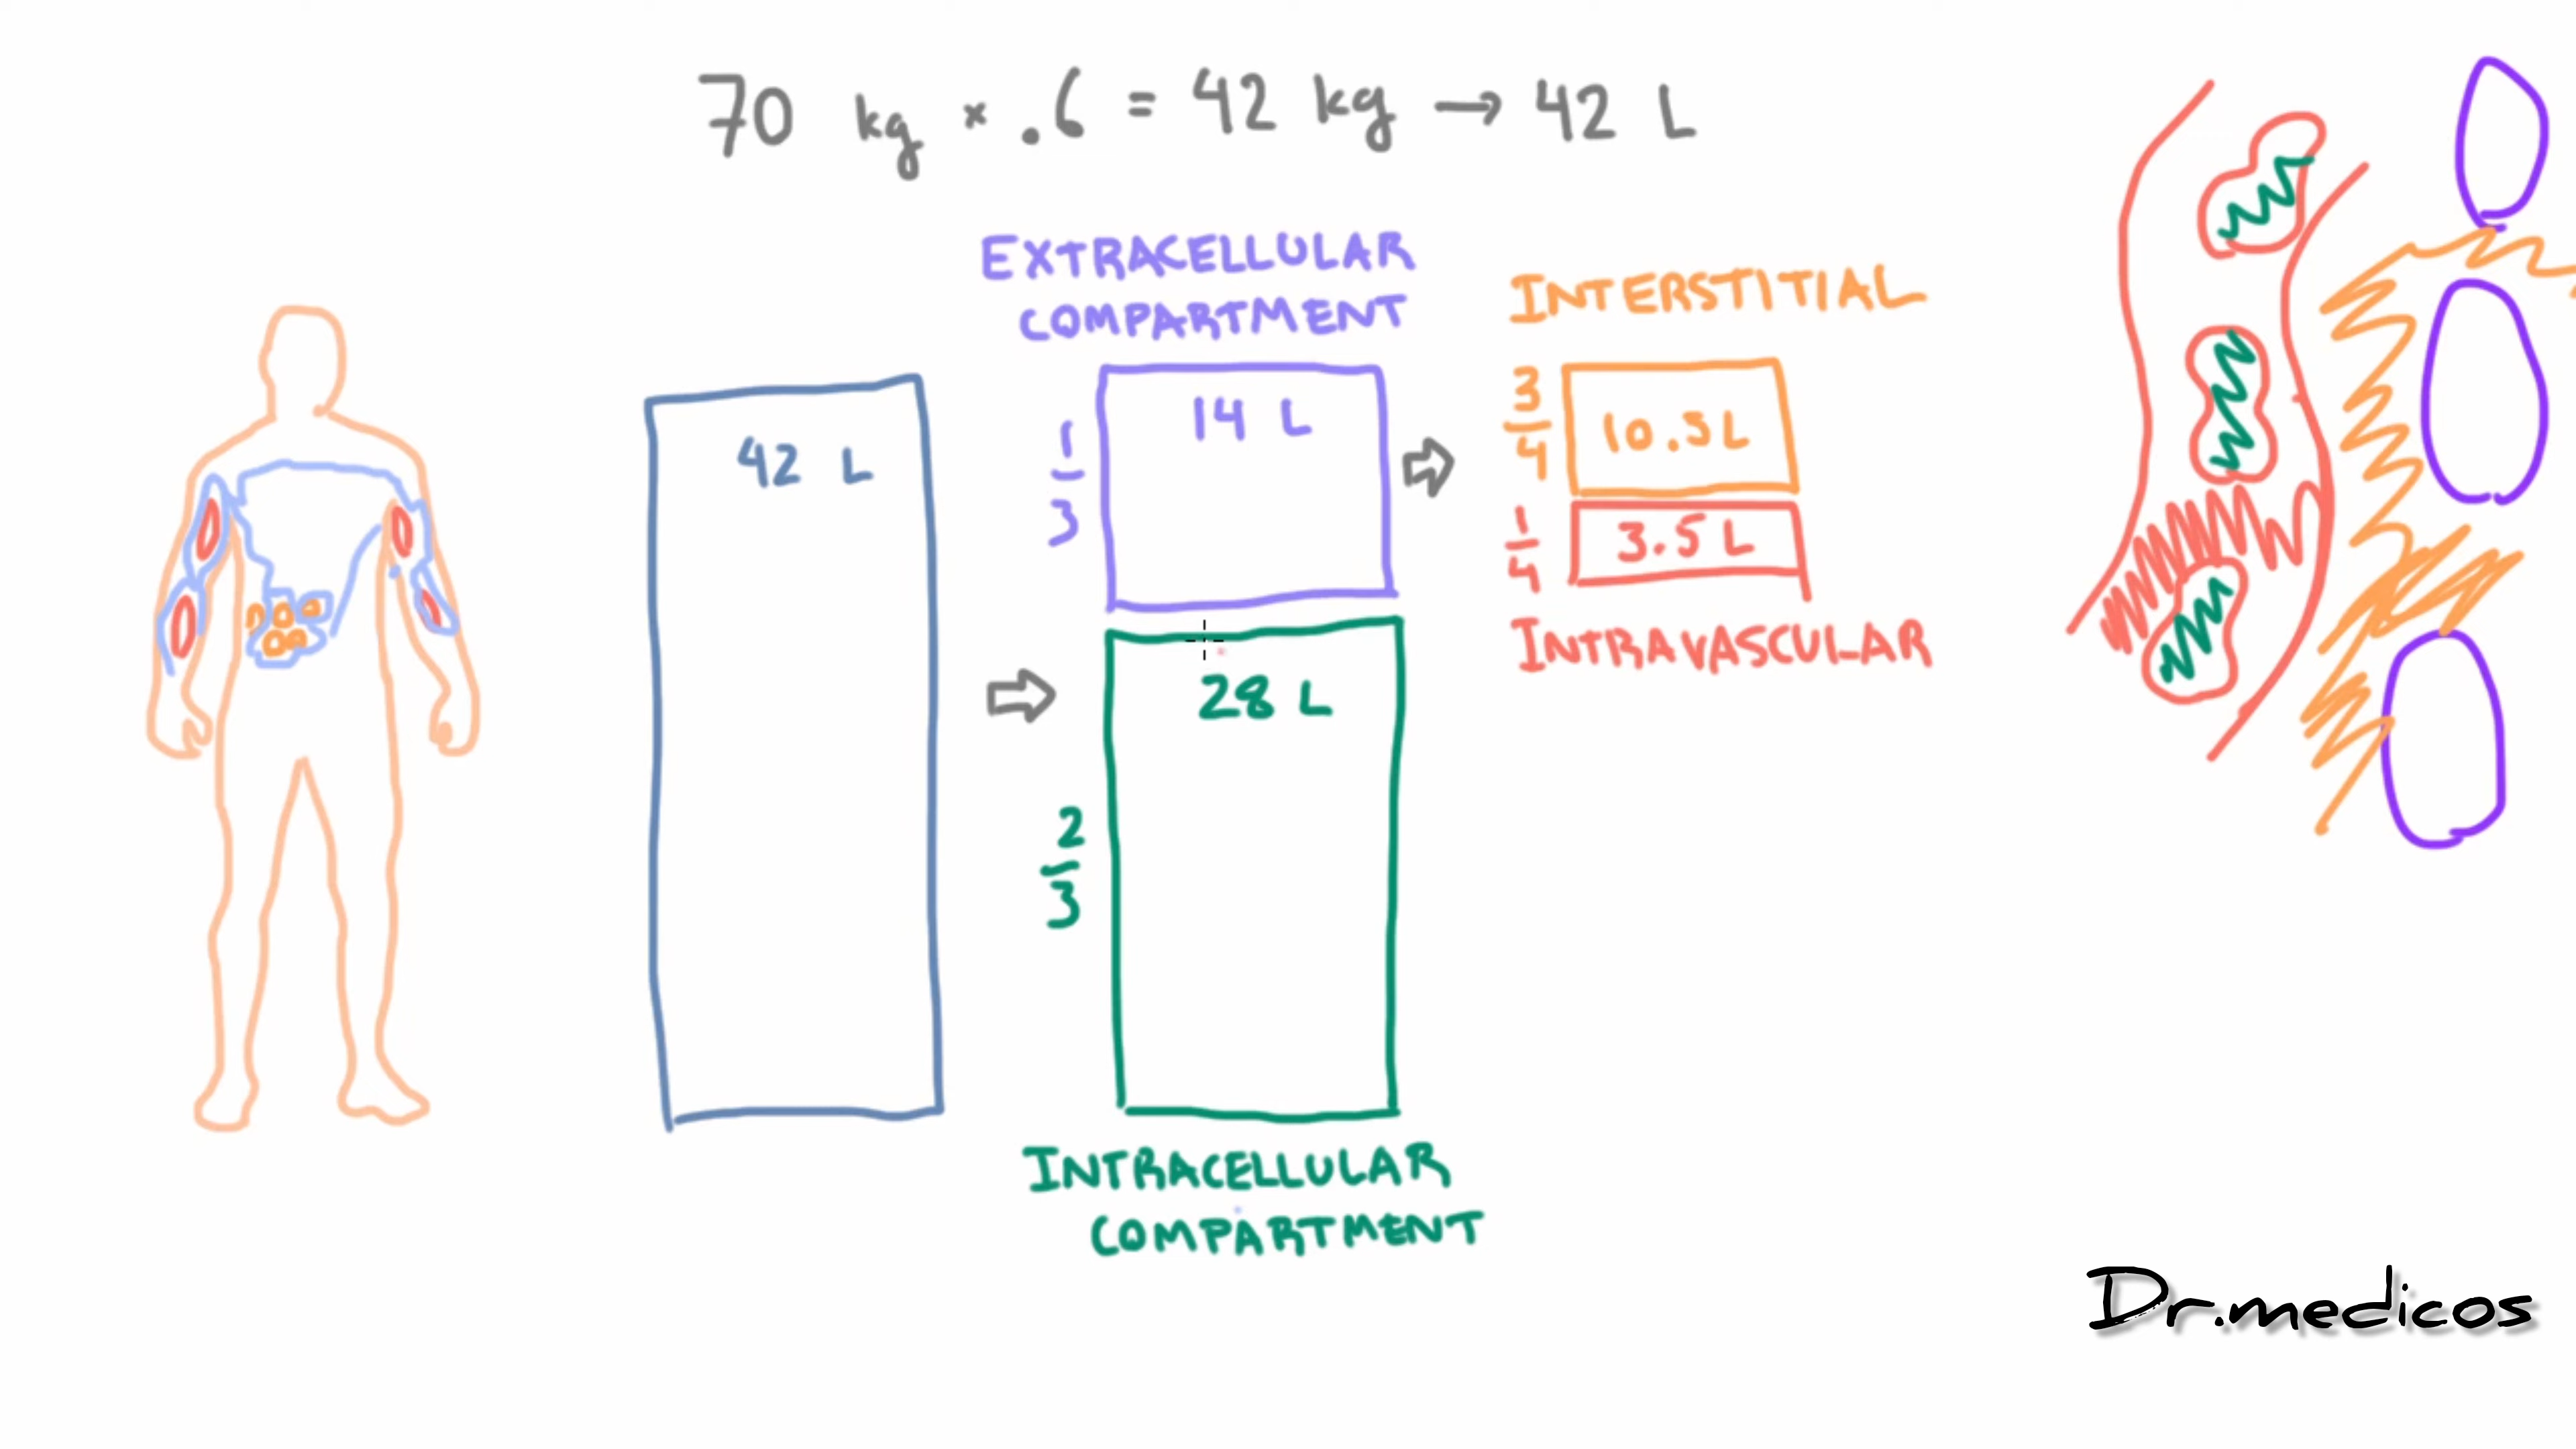 70 kg × .6 = 42 kg → 42 L
EXTRACELLULAR
COMPARTMENT
INTERSTITIAL
42 L
1/3
14 L
3/4
10.5L
1/4
3.5 L
INTRAVASCULAR
2/3
28 L
INTRACELLULAR
COMPARTMENT
Dr.medicos